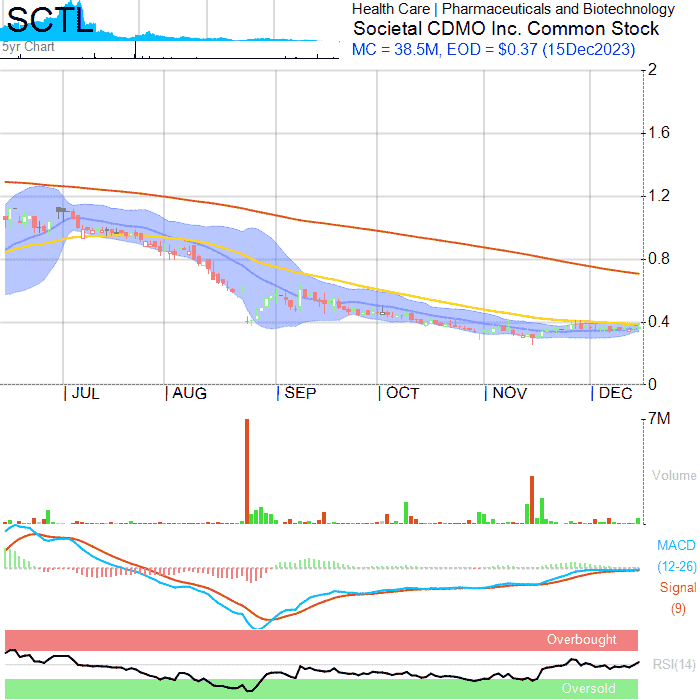 SCTL
5yr Chart
Health Care | Pharmaceuticals and Biotechnology
Societal CDMO Inc. Common Stock
MC = 38.5M, EOD = $0.37 (15Dec2023)
2
1.6
1.2
0.8
0.4
0
JUL AUG SEP OCT NOV DEC
7M
Volume
MACD
(12-26)
Signal
(9)
Overbought
RSI(14)
Oversold